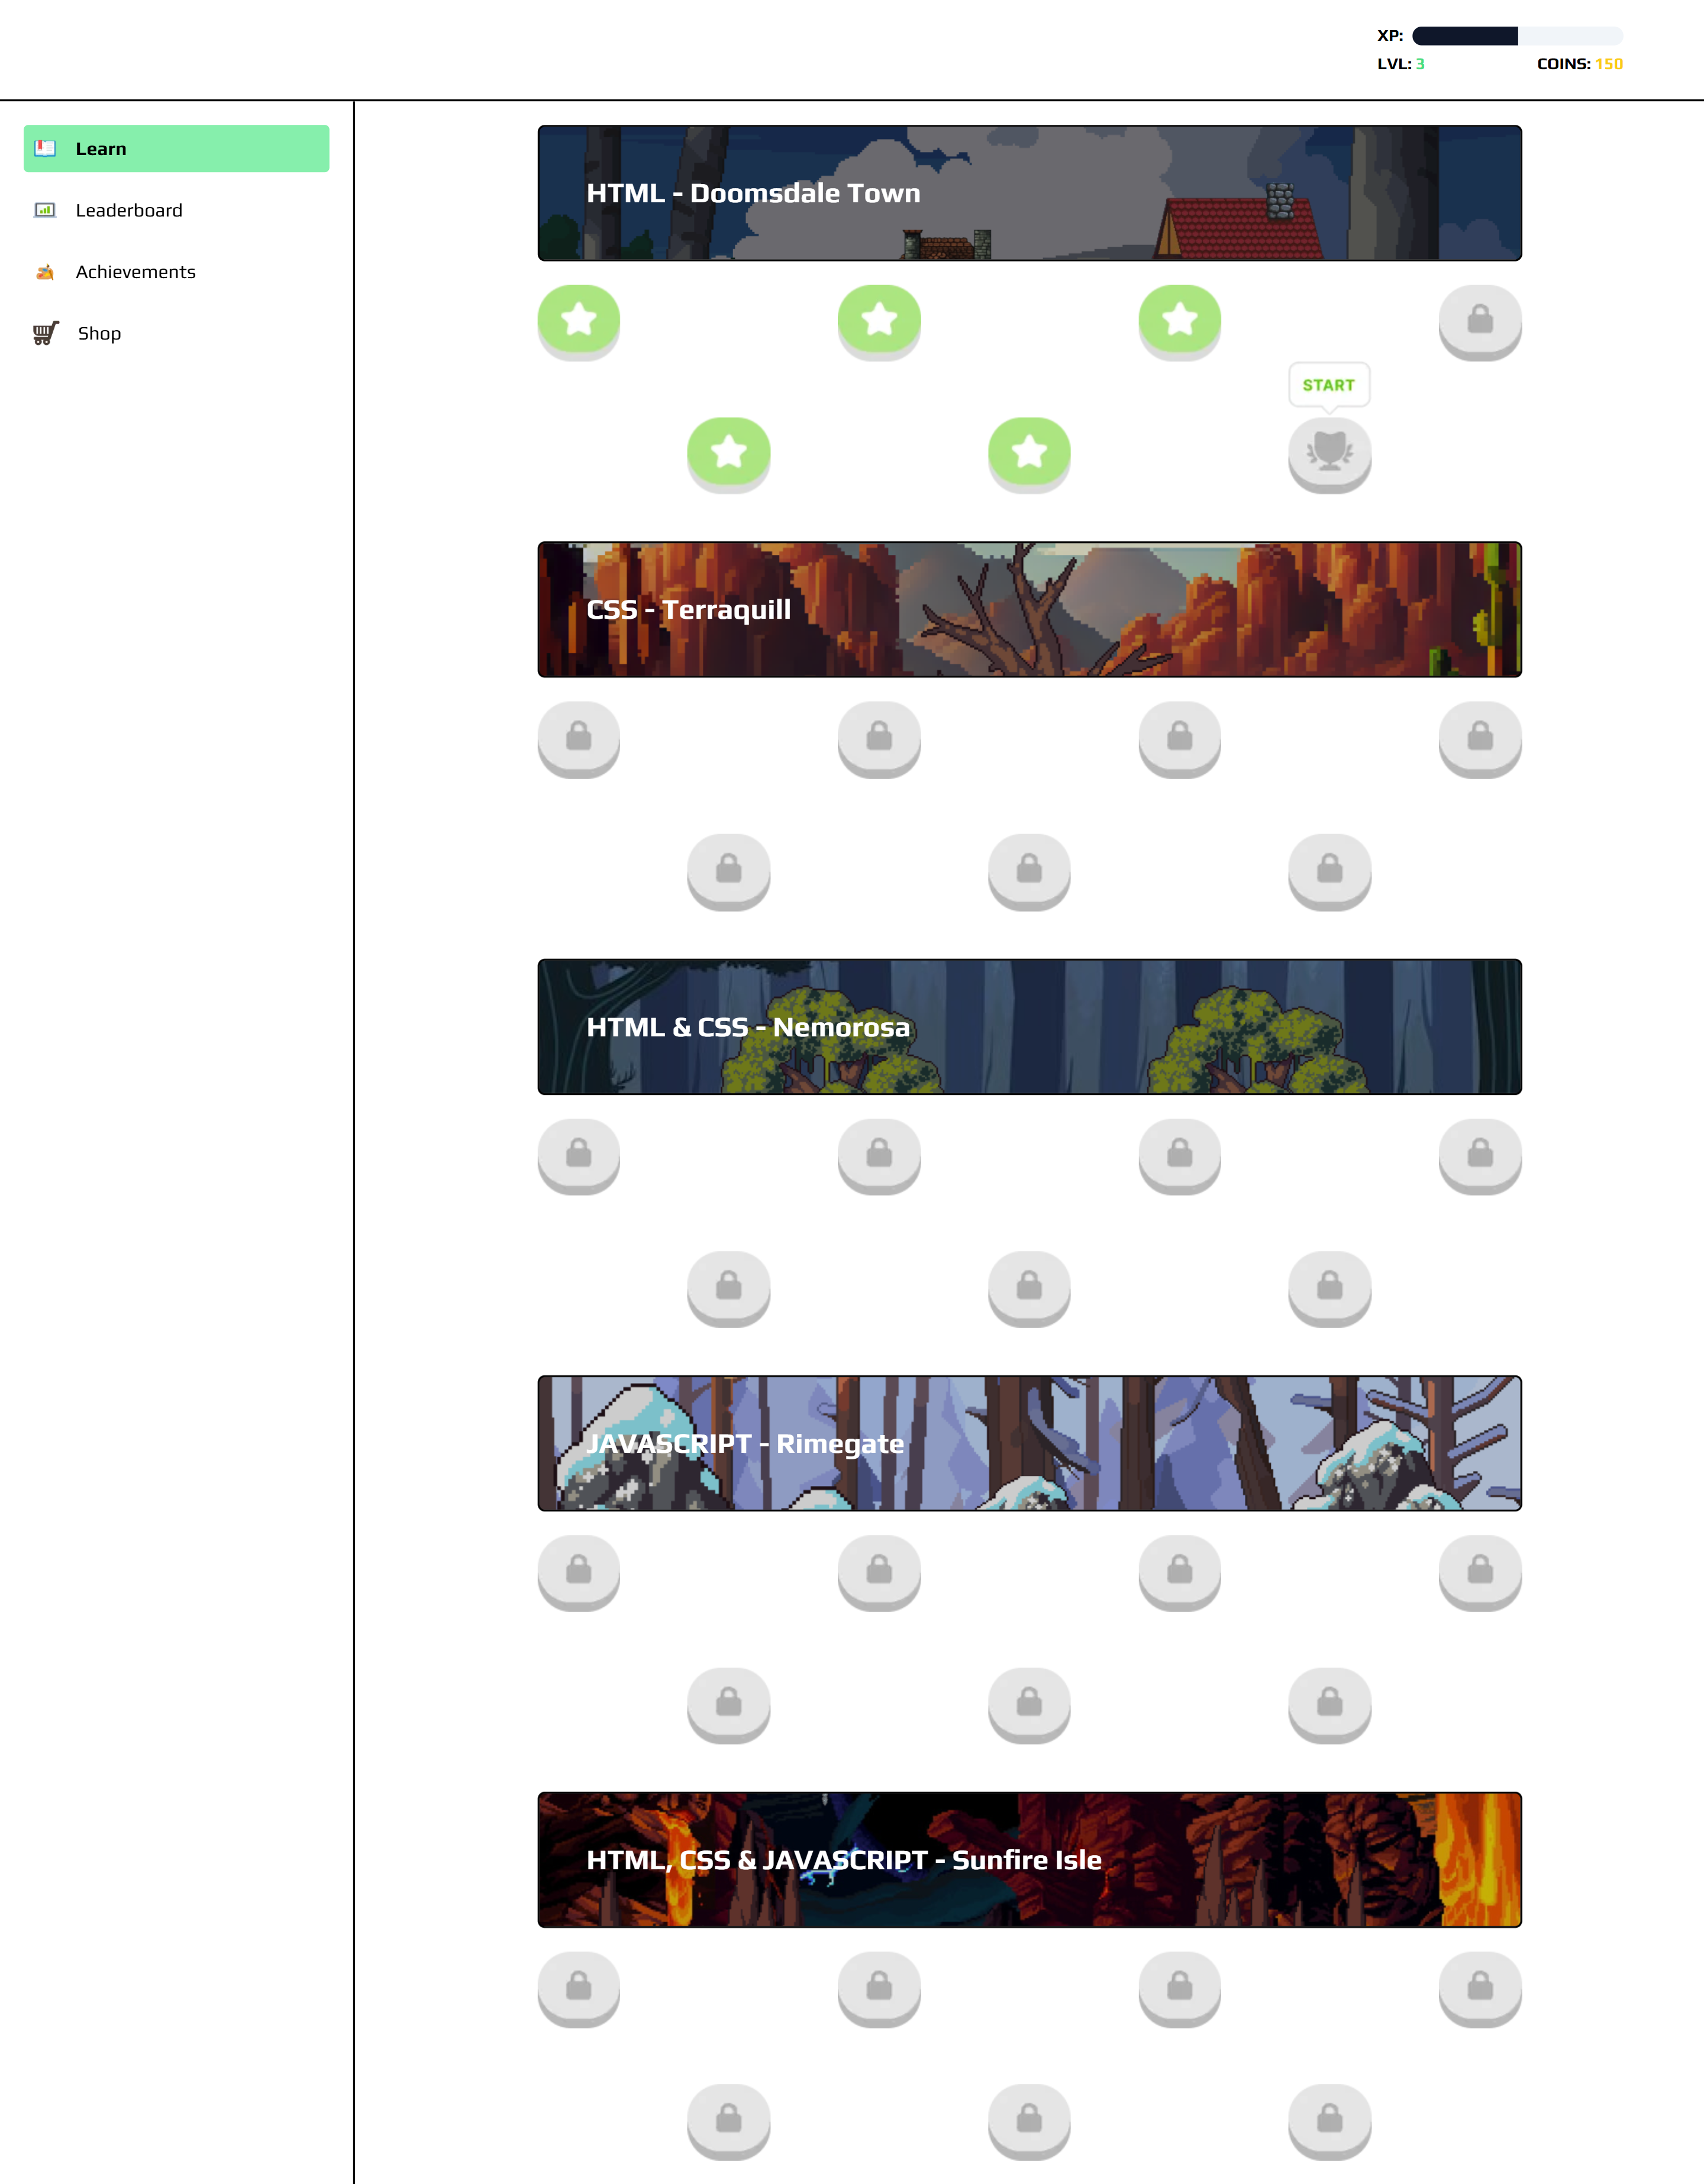 XP:
LVL: 3
COINS: 150
Learn
Leaderboard
Achievements
Shop
HTML - Doomsdale Town
START
CSS - Terraquill
HTML & CSS - Nemorosa
JAVASCRIPT - Rimegate
HTML, CSS & JAVASCRIPT - Sunfire Isle